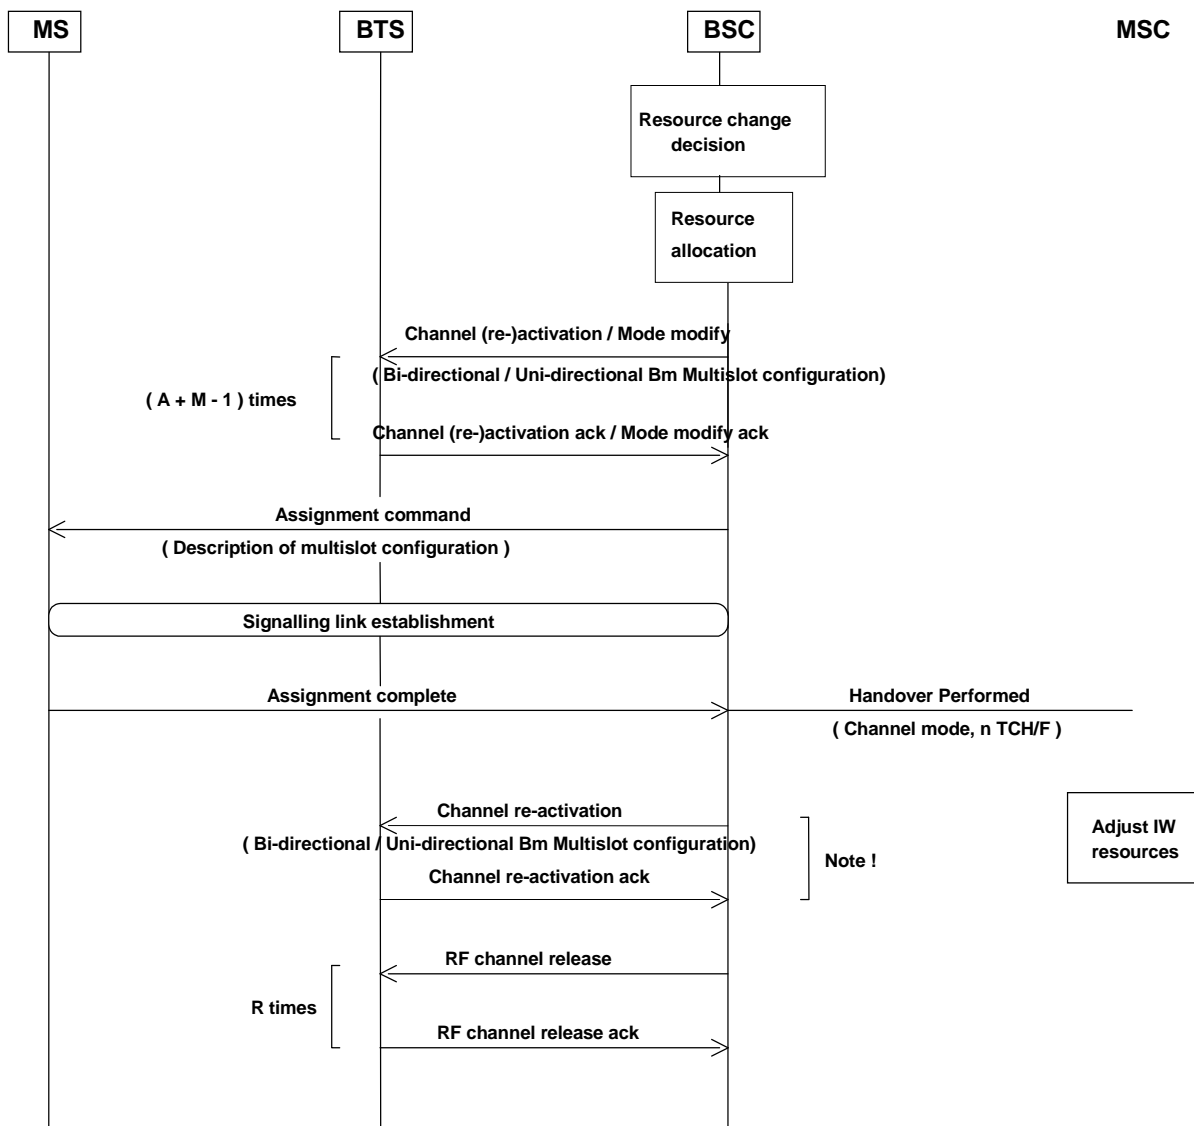 MS BTS BSC MSC
Resource change
decision
Resource
allocation
Channel (re-)activation / Mode modify
( Bi-directional / Uni-directional Bm Multislot configuration)
( A + M - 1 ) times
Channel (re-)activation ack / Mode modify ack
Assignment command
( Description of multislot configuration )
Signalling link establishment
Assignment complete
Handover Performed
( Channel mode, n TCH/F )
Channel re-activation
( Bi-directional / Uni-directional Bm Multislot configuration)
Adjust IW
resources
Note !
Channel re-activation ack
RF channel release
R times
RF channel release ack